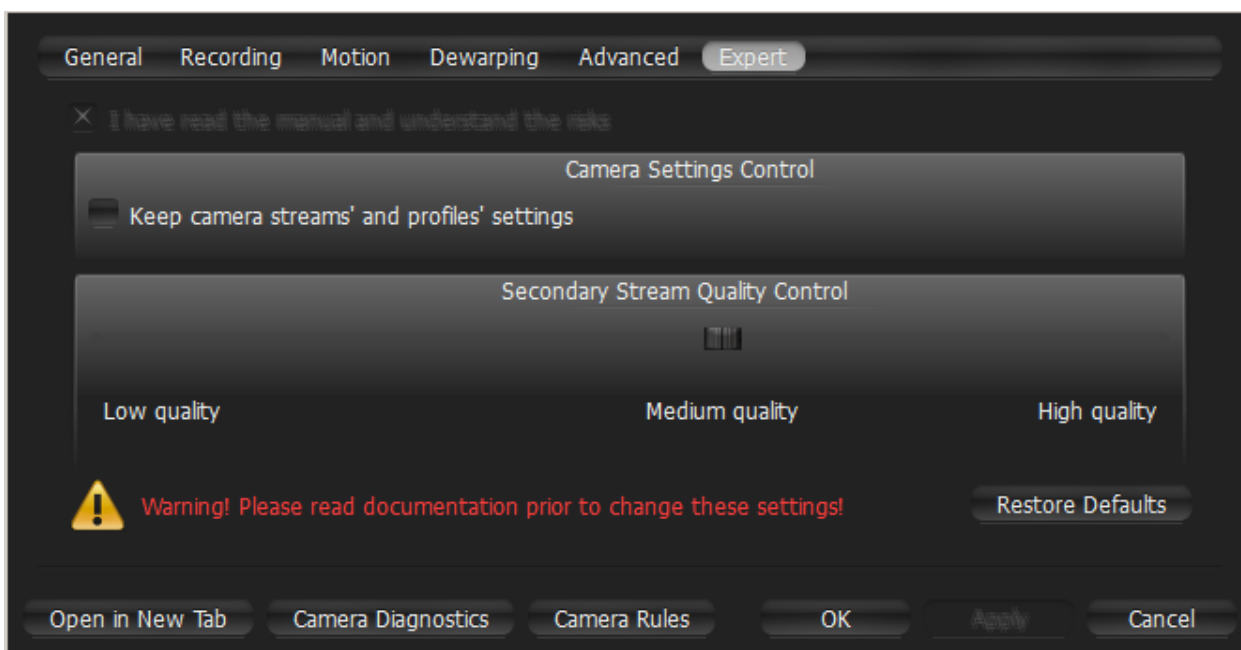 General Recording Motion Dewarping Advanced Expert
I have read the manual and understand the risks
Camera Settings Control
Keep camera streams' and profiles' settings
Secondary Stream Quality Control
Low quality Medium quality High quality
Warning! Please read documentation prior to change these settings!
Restore Defaults
Open in New Tab Camera Diagnostics Camera Rules OK Apply Cancel